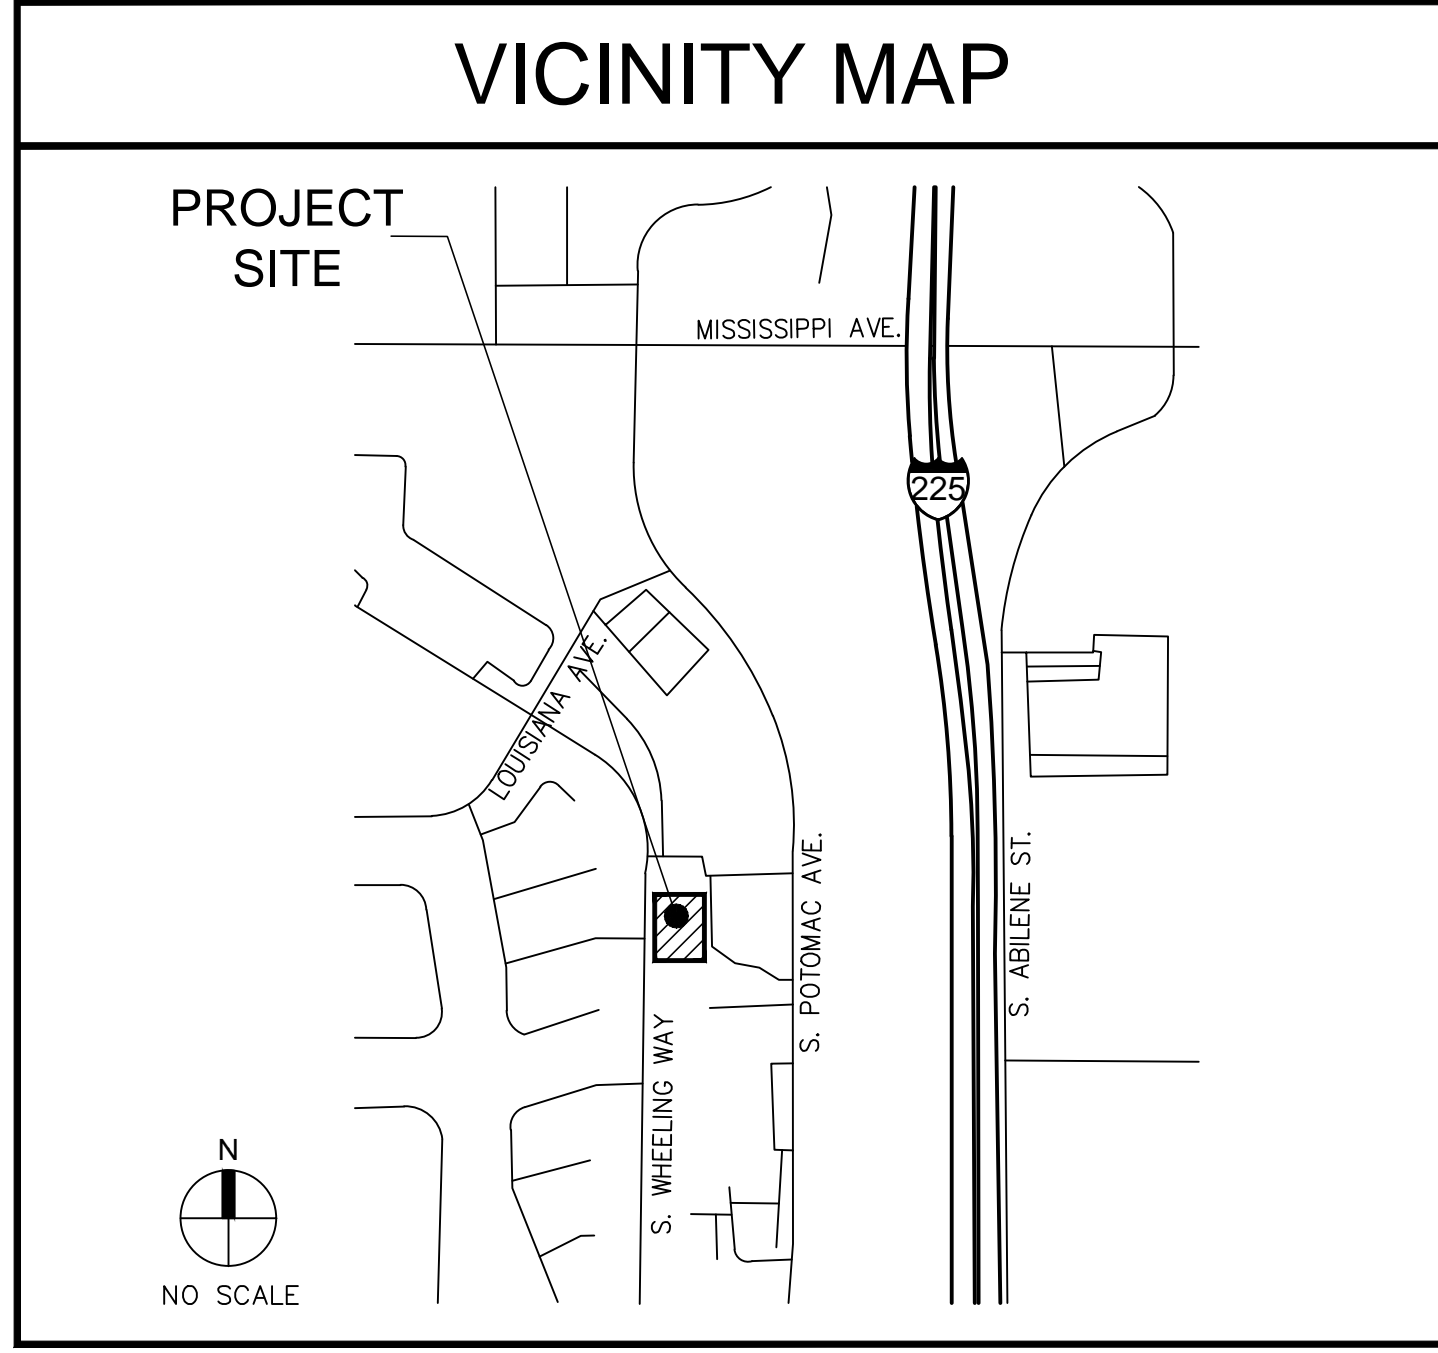 VICINITY MAP
PROJECT
SITE
MISSISSIPPI AVE.
225
LOUISIANA AVE.
S. POTOMAC AVE.
S. ABILENE ST.
S. WHEELING WAY
N
NO SCALE